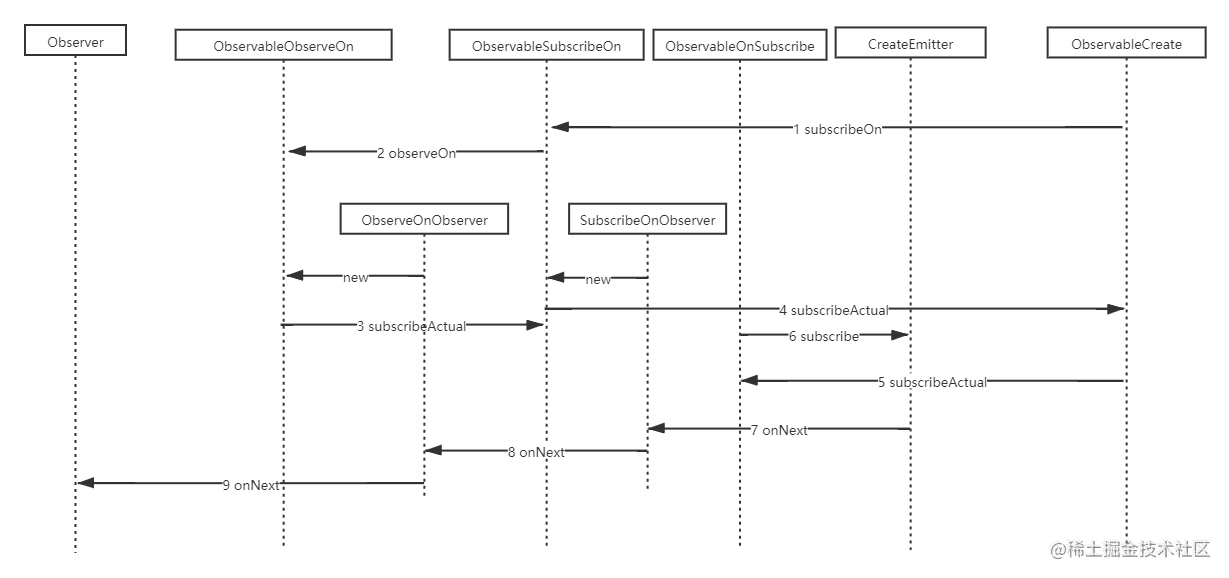 Observer
ObservableObserveOn
ObservableSubscribeOn
ObservableOnSubscribe
CreateEmitter
ObservableCreate
1 subscribeOn
2 observeOn
ObserveOnObserver
SubscribeOnObserver
new
new
4 subscribeActual
3 subscribeActual
6 subscribe
5 subscribeActual
7 onNext
8 onNext
9 onNext
@稀土掘金技术社区